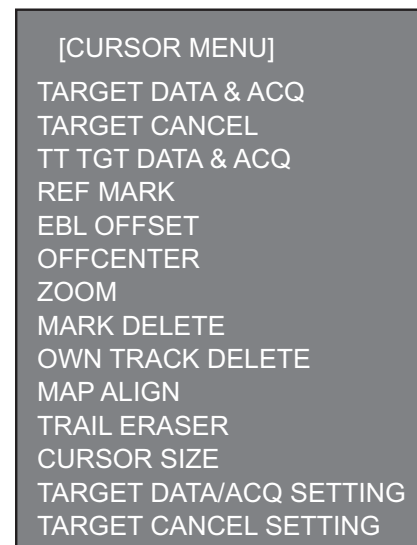 [CURSOR MENU]
TARGET DATA & ACQ
TARGET CANCEL
TT TGT DATA & ACQ
REF MARK
EBL OFFSET
OFFCENTER
ZOOM
MARK DELETE
OWN TRACK DELETE
MAP ALIGN
TRAIL ERASER
CURSOR SIZE
TARGET DATA/ACQ SETTING
TARGET CANCEL SETTING